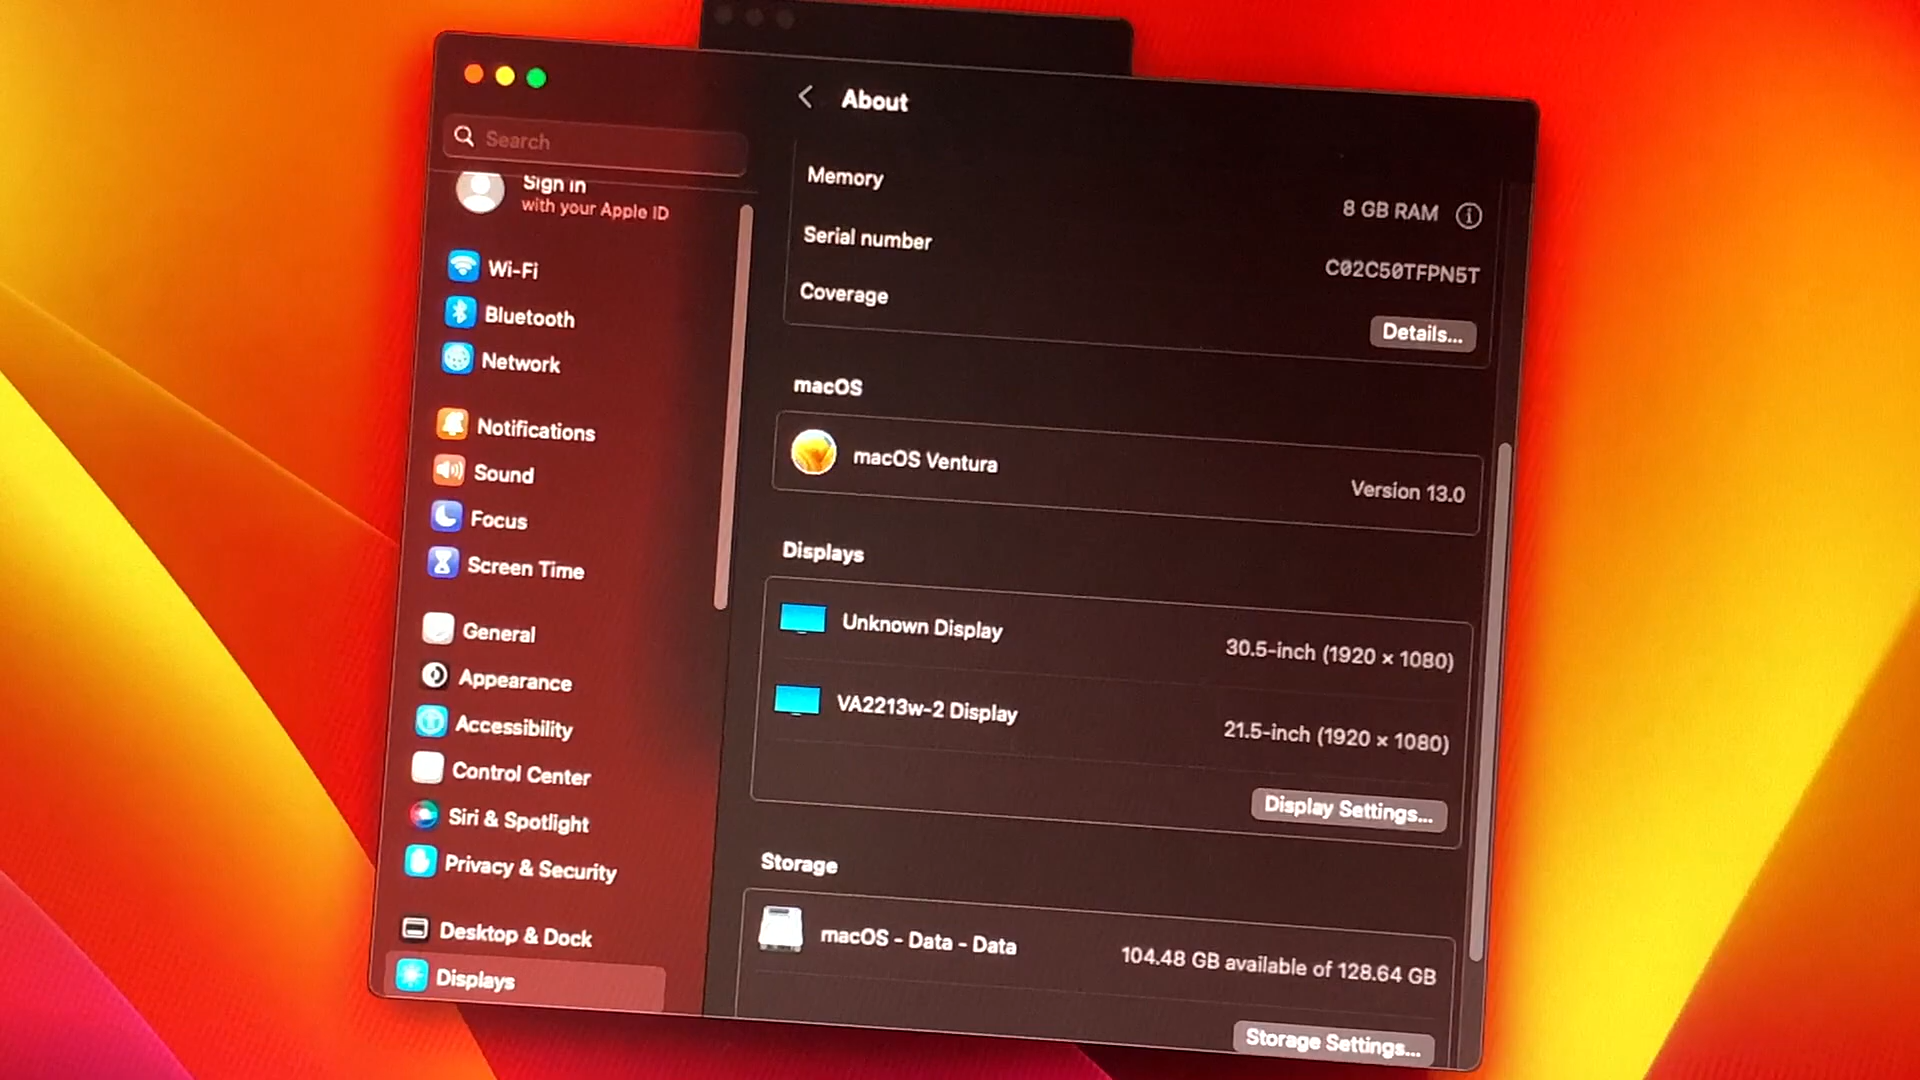 About
Search
Sign in
with your Apple ID
Wi-Fi
Bluetooth
Network
Notifications
Sound
Focus
Screen Time
General
Appearance
Accessibility
Control Center
Siri & Spotlight
Privacy & Security
Desktop & Dock
Displays
Memory
8 GB RAM
Serial number
C02C50TFPN5T
Coverage
Details...
macOS
macOS Ventura
Version 13.0
Displays
Unknown Display
30.5-inch (1920 × 1080)
VA2213w-2 Display
21.5-inch (1920 × 1080)
Display Settings...
Storage
macOS - Data - Data
104.48 GB available of 128.64 GB
Storage Settings...